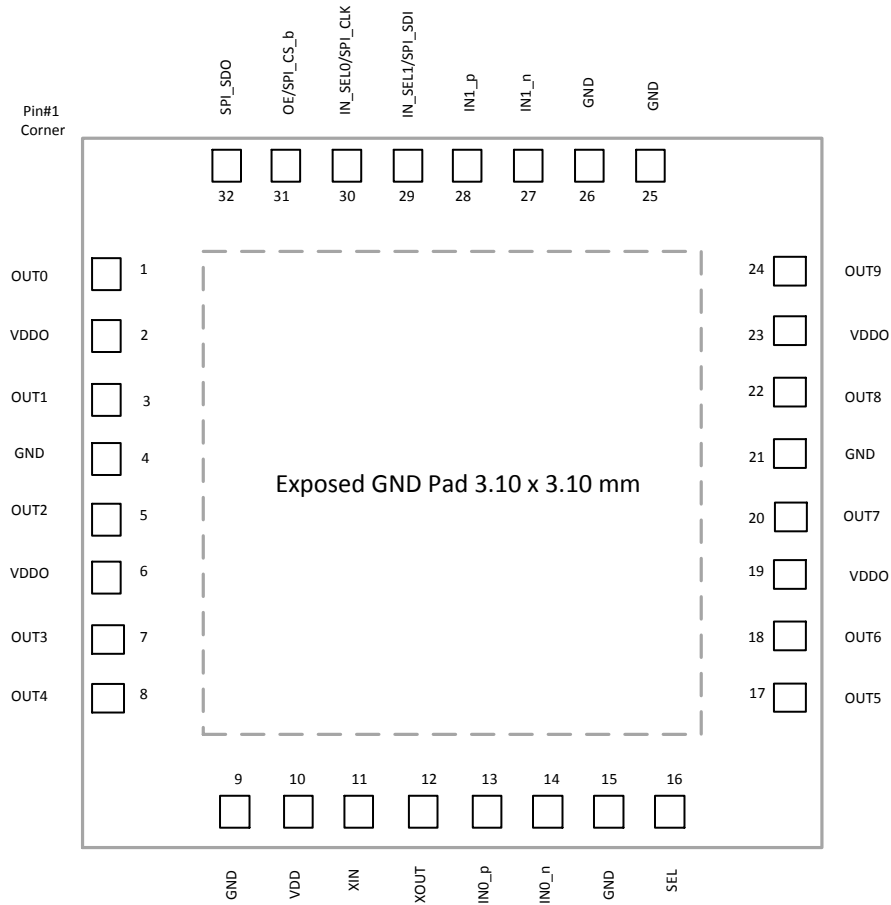 SPI_SDO
OE/SPI_CS_b
IN_SEL0/SPI_CLK
IN_SEL1/SPI_SDI
IN1_p
IN1_n
GND
GND
Pin#1
Corner
32 31 30 29 28 27 26 25
OUT0 1 24 OUT9
VDDO 2 23 VDDO
OUT1 3 22 OUT8
GND 4 21 GND
Exposed GND Pad 3.10 x 3.10 mm
OUT2 5 20 OUT7
VDDO 6 19 VDDO
OUT3 7 18 OUT6
OUT4 8 17 OUT5
9 10 11 12 13 14 15 16
GND
VDD
XIN
XOUT
IN0_p
IN0_n
GND
SEL